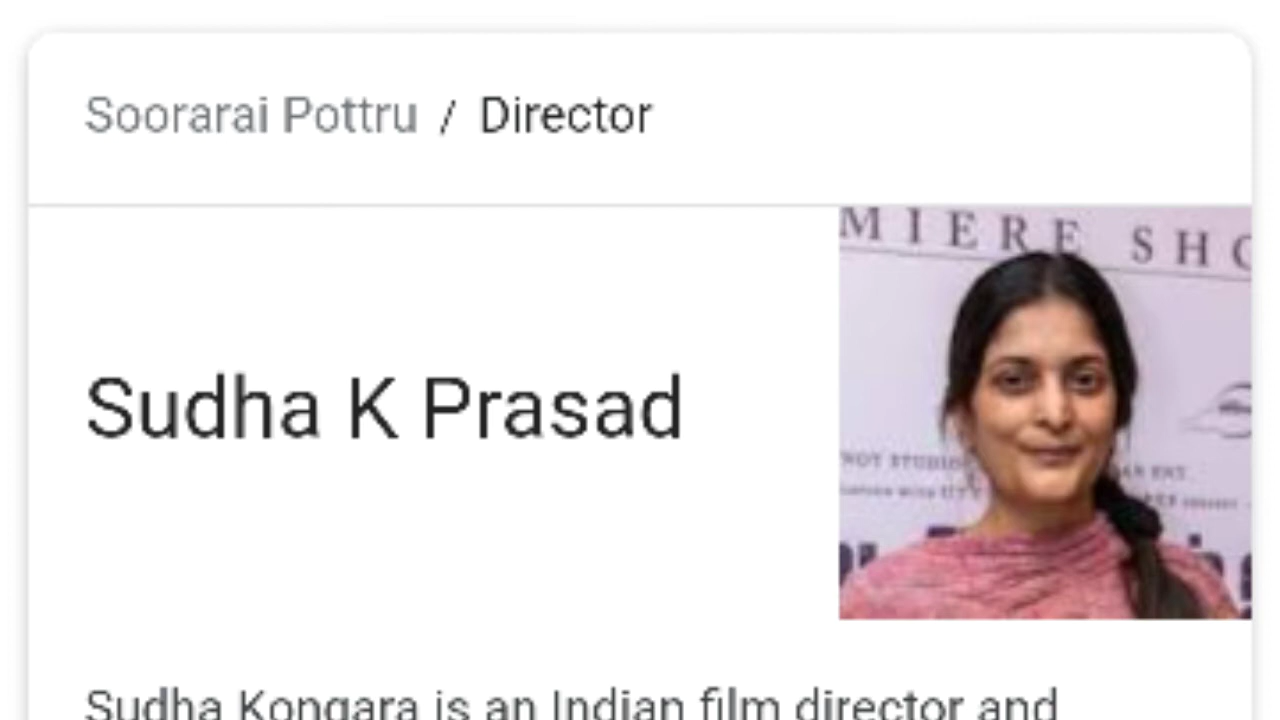 Soorarai Pottru / Director
MIERE SHO
Sudha K Prasad
Sudha Kongara is an Indian film director and